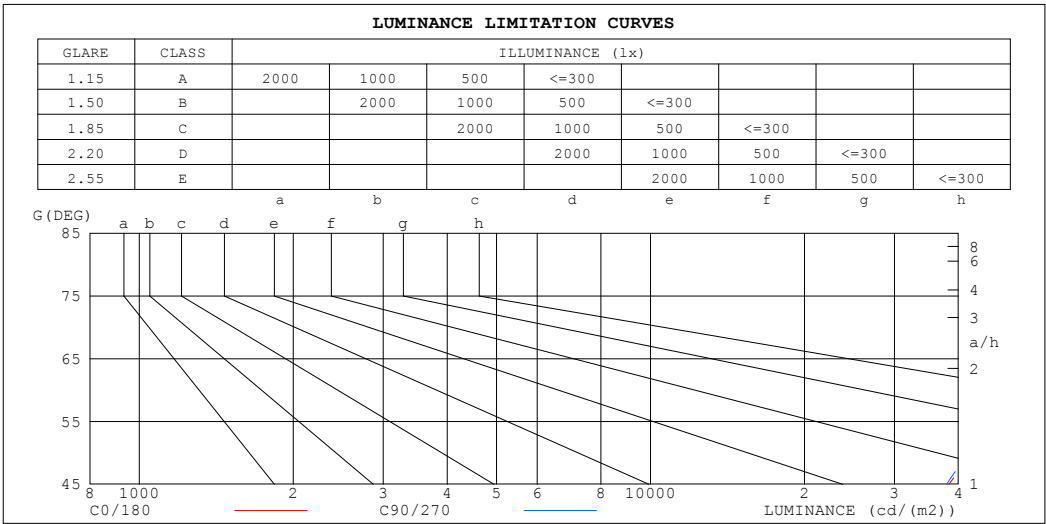 LUMINANCE LIMITATION CURVES
GLARE CLASS ILLUMINANCE (lx)
1.15 A 2000 1000 500 <=300
1.50 B 2000 1000 500 <=300
1.85 C 2000 1000 500 <=300
2.20 D 2000 1000 500 <=300
2.55 E 2000 1000 500 <=300
a b c d e f g h
G(DEG)
a b c d e f g h
85
8
6
75 4
3
a/h
65
2
55
45 1
8 1000 2 3 4 5 6 8 10000 2 3 4
C0/180 C90/270 LUMINANCE (cd/(m2))